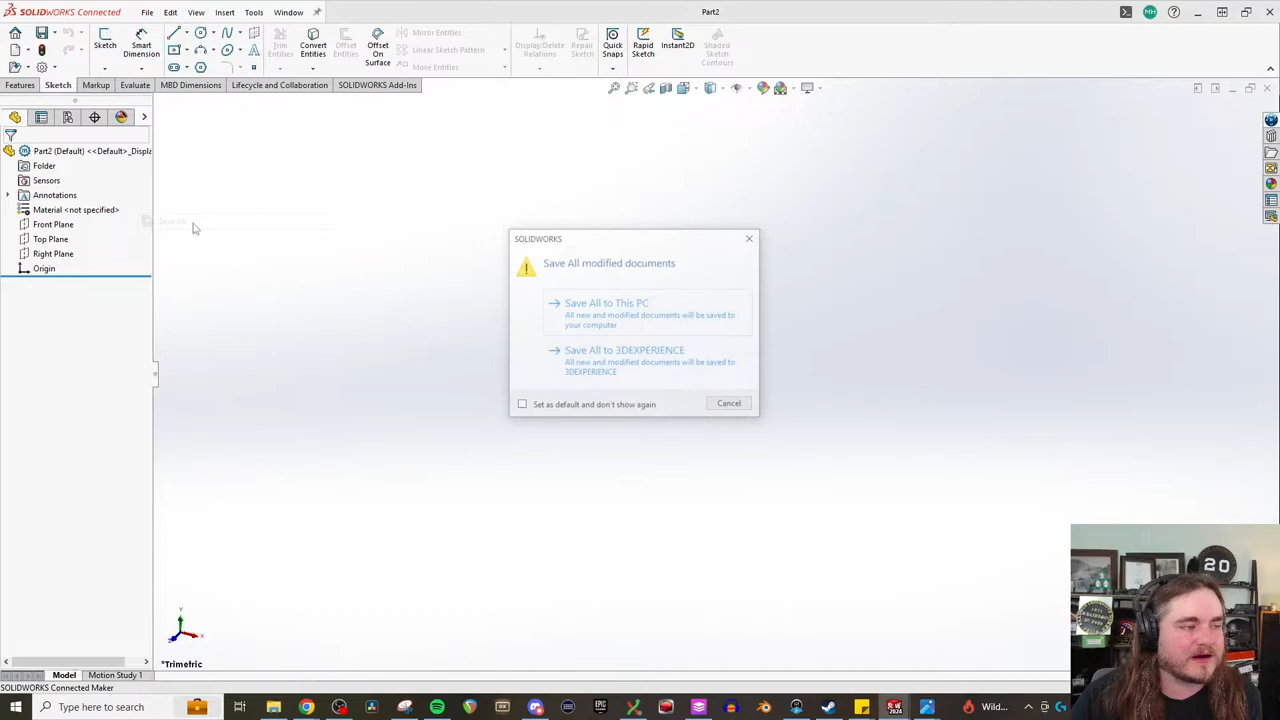 SOLIDWORKS Connected
File
Edit
View
Insert
Tools
Window
Part2
MH
Sketch
Smart
Dimension
Trim
Entities
Convert
Entities
Offset
Entities
Offset
On
Surface
Mirror Entities
Linear Sketch Pattern
Move Entities
Display/Delete
Relations
Repair
Sketch
Quick
Snaps
Rapid
Sketch
Instant2D
Shaded
Sketch
Contours
Features
Sketch
Markup
Evaluate
MBD Dimensions
Lifecycle and Collaboration
SOLIDWORKS Add-Ins
Part2 (Default) <<Default>_Displa
Folder
Sensors
Annotations
Material <not specified>
Front Plane
Top Plane
Right Plane
Origin
Save All
SOLIDWORKS
Save All modified documents
Save All to This PC
All new and modified documents will be saved to
your computer
Save All to 3DEXPERIENCE
All new and modified documents will be saved to
3DEXPERIENCE
Set as default and don't show again
Cancel
Y
X
Z
*Trimetric
Model
Motion Study 1
SOLIDWORKS Connected Maker
Type here to search
Wild...
20